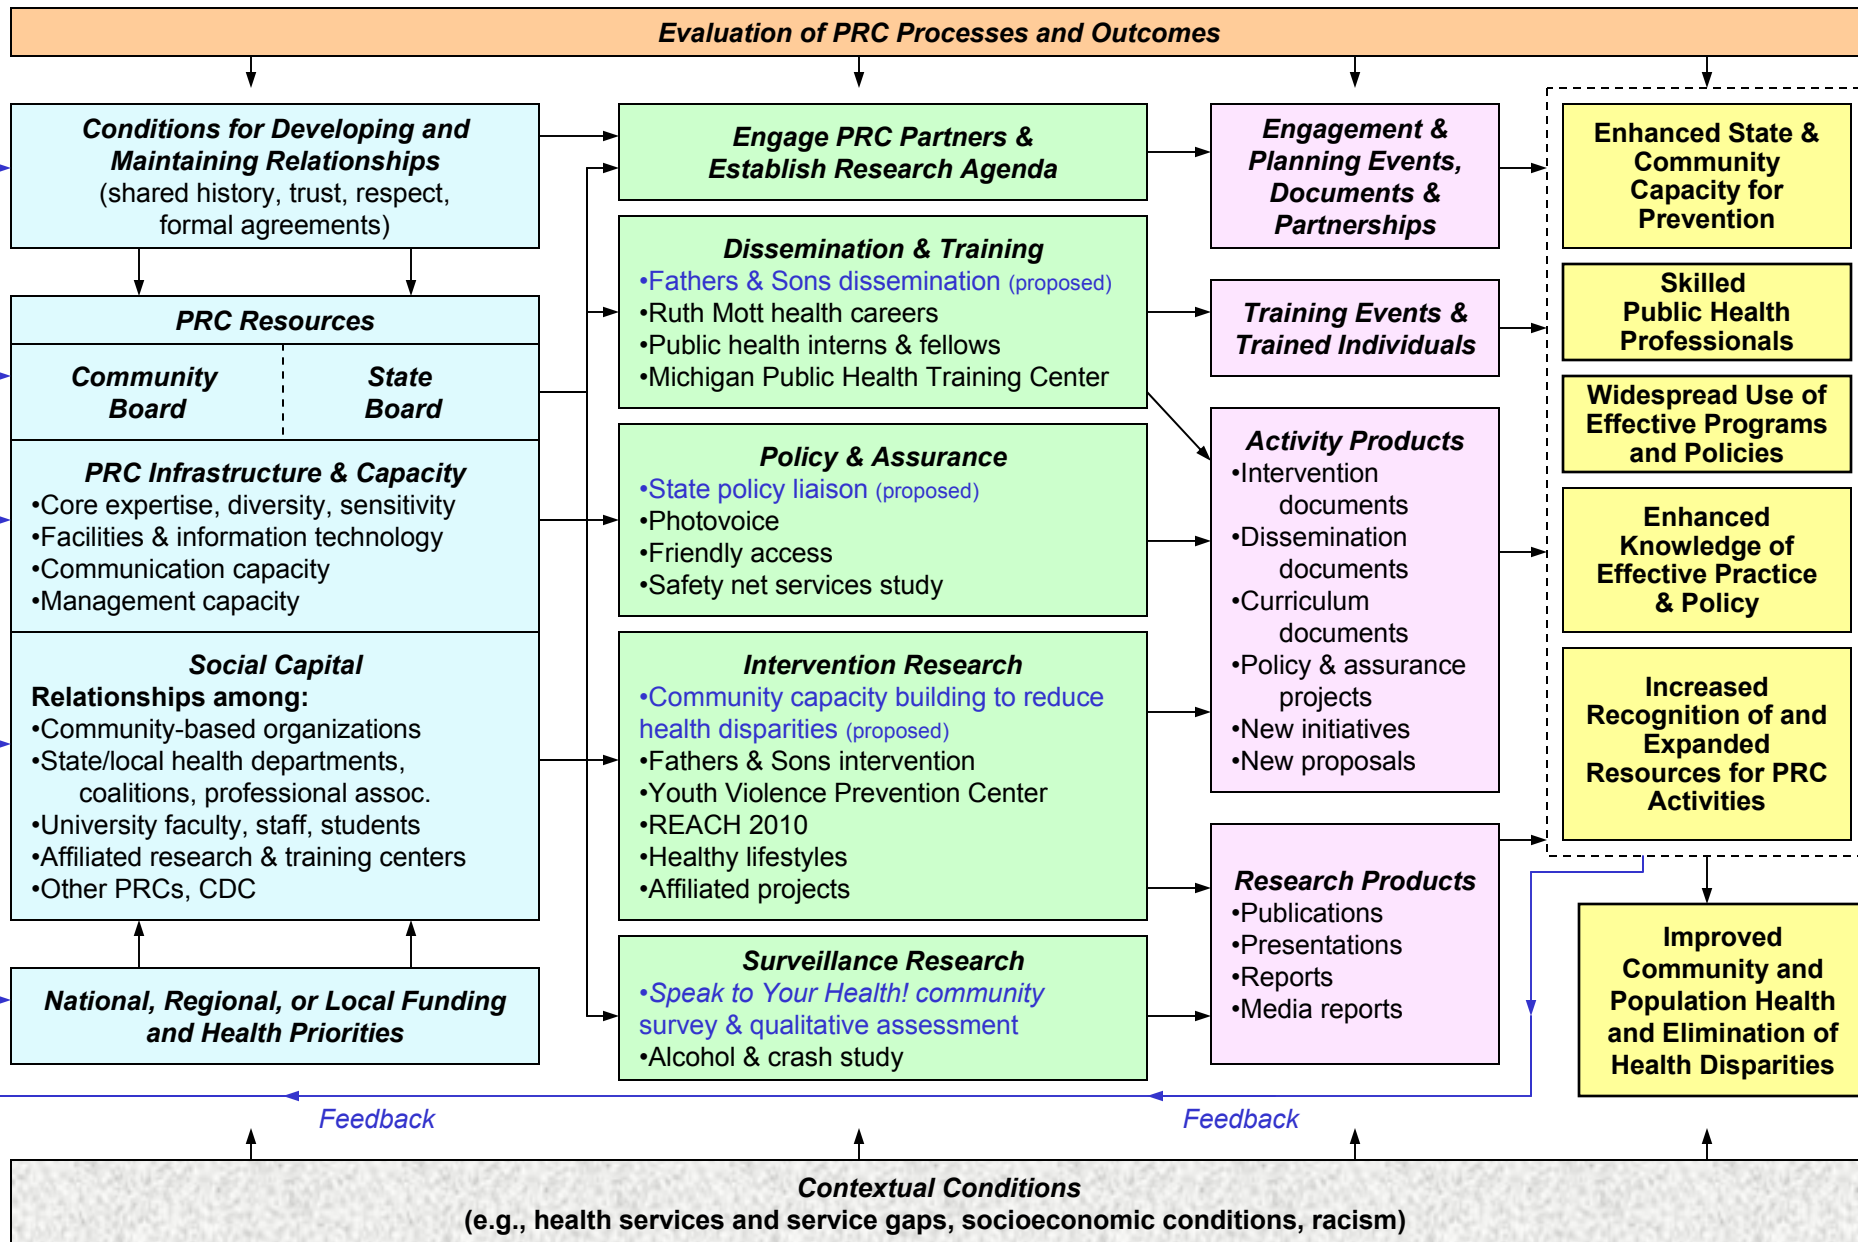 Evaluation of PRC Processes and Outcomes
Conditions for Developing and
Maintaining Relationships
(shared history, trust, respect,
formal agreements)
PRC Resources
Community
Board
State
Board
PRC Infrastructure & Capacity
•Core expertise, diversity, sensitivity
•Facilities & information technology
•Communication capacity
•Management capacity
Social Capital
Relationships among:
•Community-based organizations
•State/local health departments,
coalitions, professional assoc.
•University faculty, staff, students
•Affiliated research & training centers
•Other PRCs, CDC
National, Regional, or Local Funding
and Health Priorities
Engage PRC Partners &
Establish Research Agenda
Dissemination & Training
•Fathers & Sons dissemination (proposed)
•Ruth Mott health careers
•Public health interns & fellows
•Michigan Public Health Training Center
Policy & Assurance
•State policy liaison (proposed)
•Photovoice
•Friendly access
•Safety net services study
Intervention Research
•Community capacity building to reduce
health disparities (proposed)
•Fathers & Sons intervention
•Youth Violence Prevention Center
•REACH 2010
•Healthy lifestyles
•Affiliated projects
Surveillance Research
•Speak to Your Health! community
survey & qualitative assessment
•Alcohol & crash study
Engagement &
Planning Events,
Documents &
Partnerships
Training Events &
Trained Individuals
Activity Products
•Intervention
documents
•Dissemination
documents
•Curriculum
documents
•Policy & assurance
projects
•New initiatives
•New proposals
Research Products
•Publications
•Presentations
•Reports
•Media reports
Enhanced State &
Community
Capacity for
Prevention
Skilled
Public Health
Professionals
Widespread Use of
Effective Programs
and Policies
Enhanced
Knowledge of
Effective Practice
& Policy
Increased
Recognition of and
Expanded
Resources for PRC
Activities
Improved
Community and
Population Health
and Elimination of
Health Disparities
Feedback
Feedback
Contextual Conditions
(e.g., health services and service gaps, socioeconomic conditions, racism)